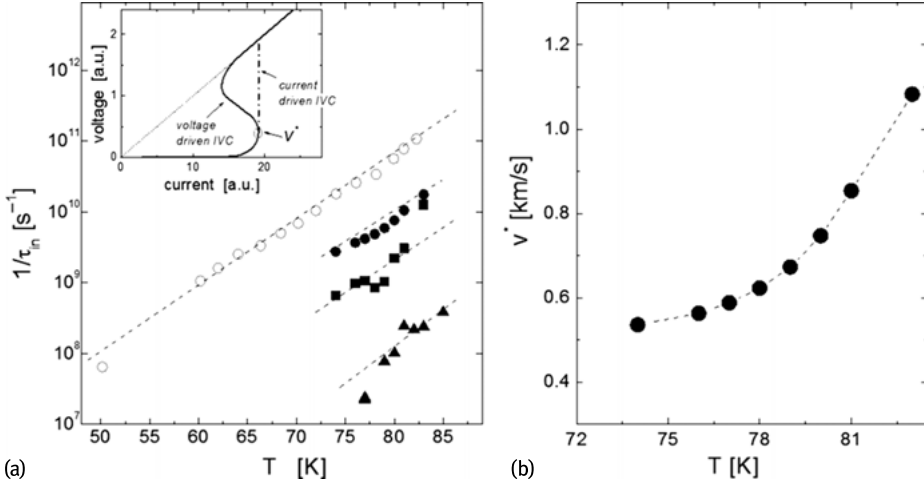 2
1
0
voltage [a.u.]
0
20
40
current [a.u.]
voltage
driven IVC
current
driven IVC
V*
10¹²
10¹¹
10¹⁰
10⁹
10⁸
10⁷
1/τin [s⁻¹]
50
55
60
65
70
75
80
85
T [K]
(a)
1.2
1.0
0.8
0.6
0.4
v* [km/s]
72
75
78
81
T [K]
(b)